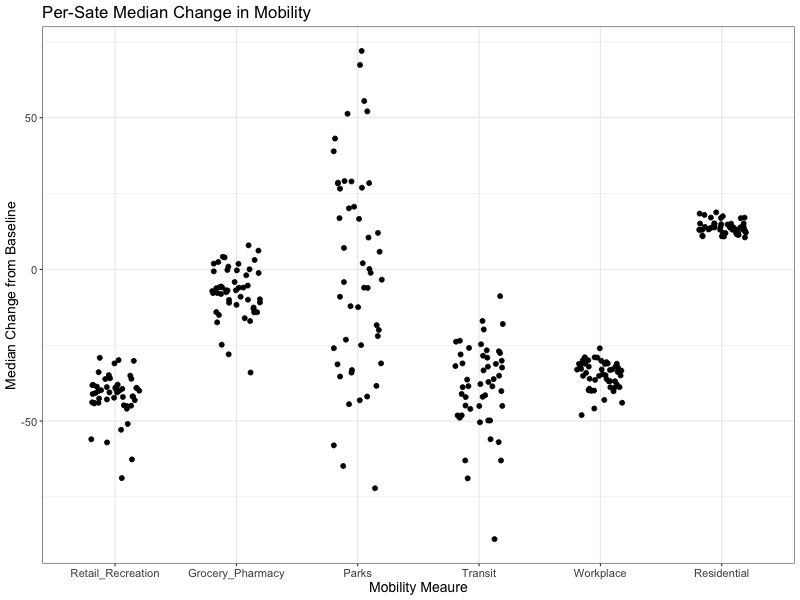 Per-Sate Median Change in Mobility
Median Change from Baseline
50
0
-50
Retail_Recreation Grocery_Pharmacy Parks Transit Workplace Residential
Mobility Meaure